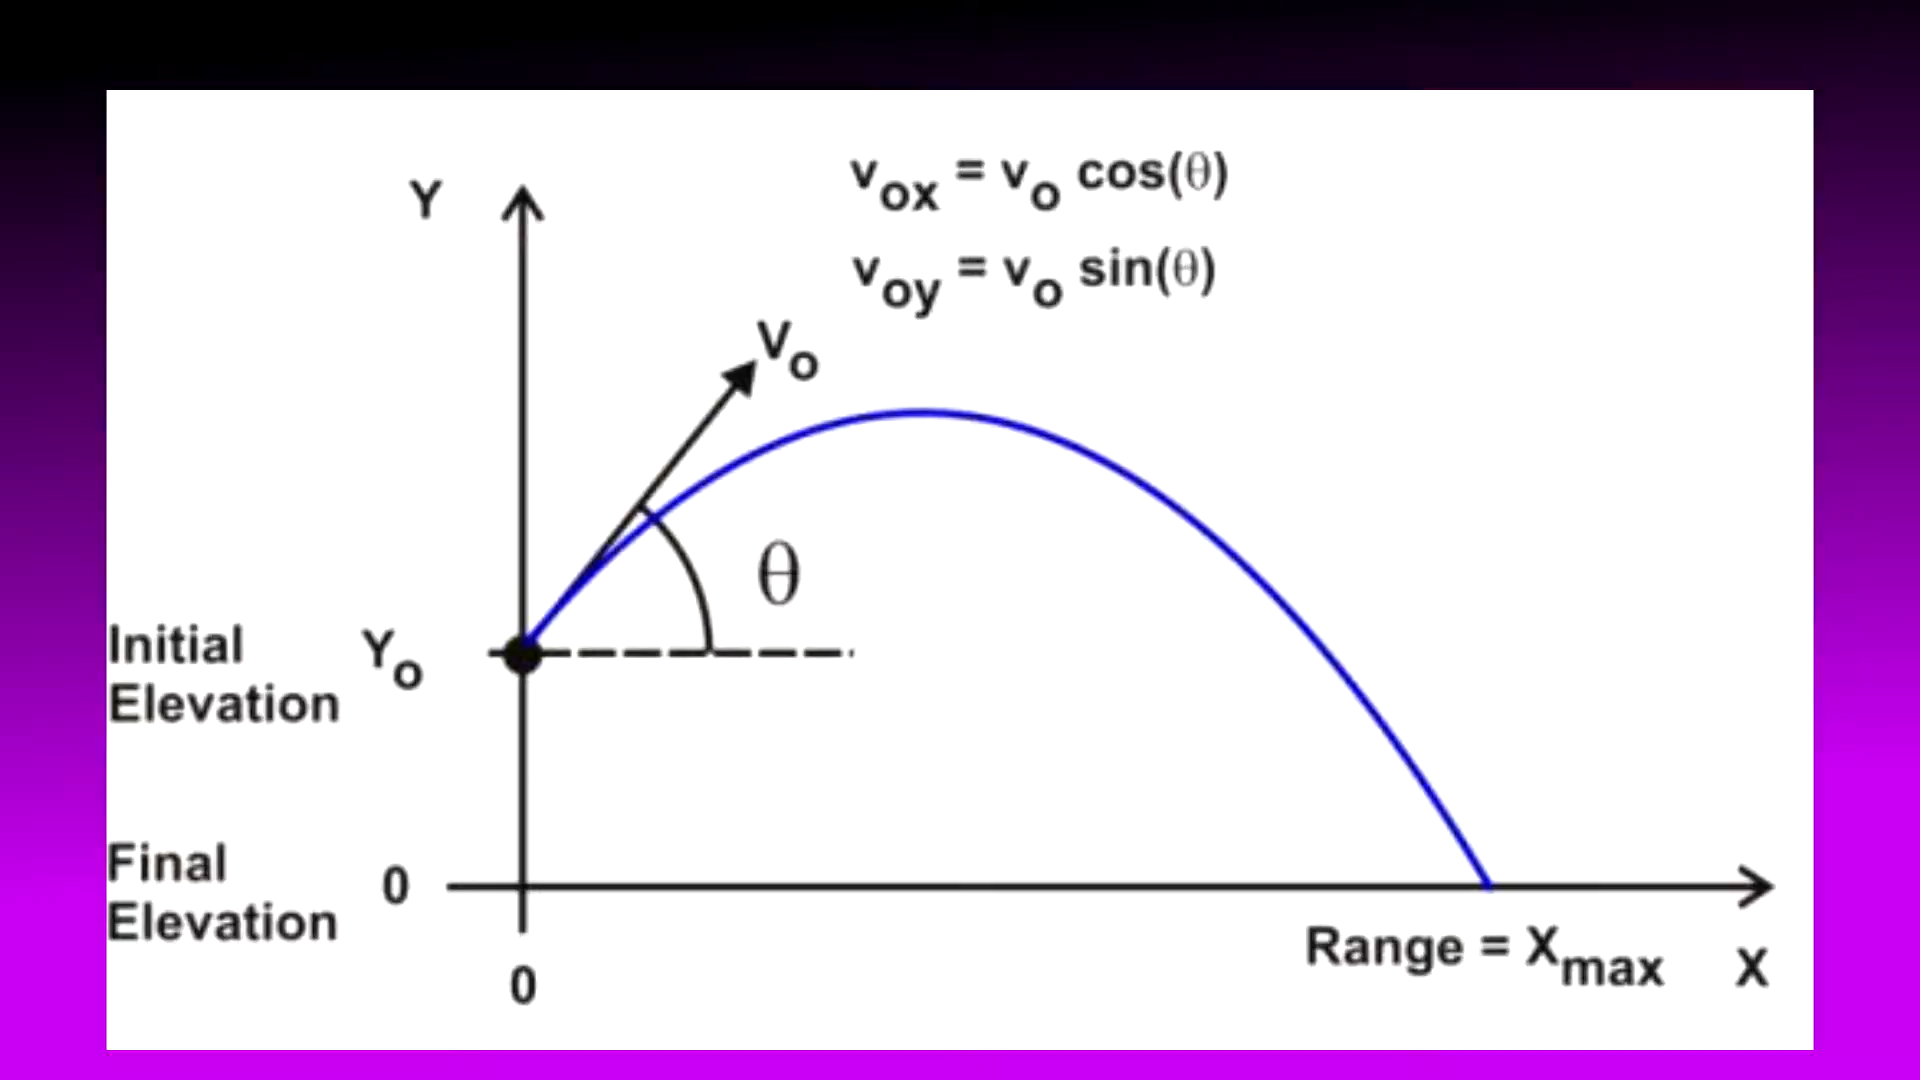 Y
vox = vo cos(θ)
voy = vo sin(θ)
Vo
θ
Initial
Elevation
Yo
Final
Elevation
0
0
Range = Xmax
X